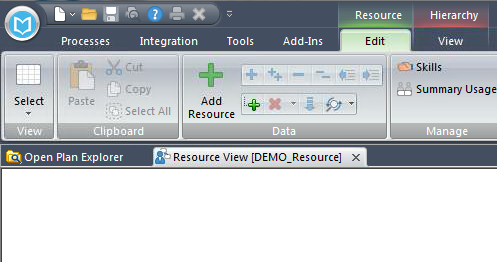 Resource Hierarchy
Processes Integration Tools Add-Ins Edit View
Select
Paste
Cut
Copy
Select All
Add
Resource
Skills
Summary Usage
View Clipboard Data Manage
Open Plan Explorer Resource View [DEMO_Resource]